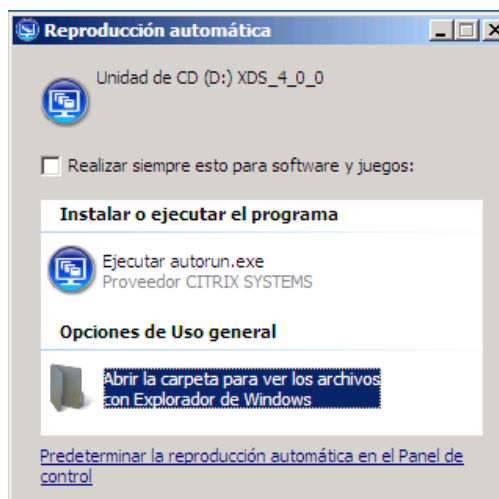 Reproducción automática
Unidad de CD (D:) XDS_4_0_0
Realizar siempre esto para software y juegos:
Instalar o ejecutar el programa
Ejecutar autorun.exe
Proveedor CITRIX SYSTEMS
Opciones de Uso general
Abrir la carpeta para ver los archivos
con Explorador de Windows
Predeterminar la reproducción automática en el Panel de
control